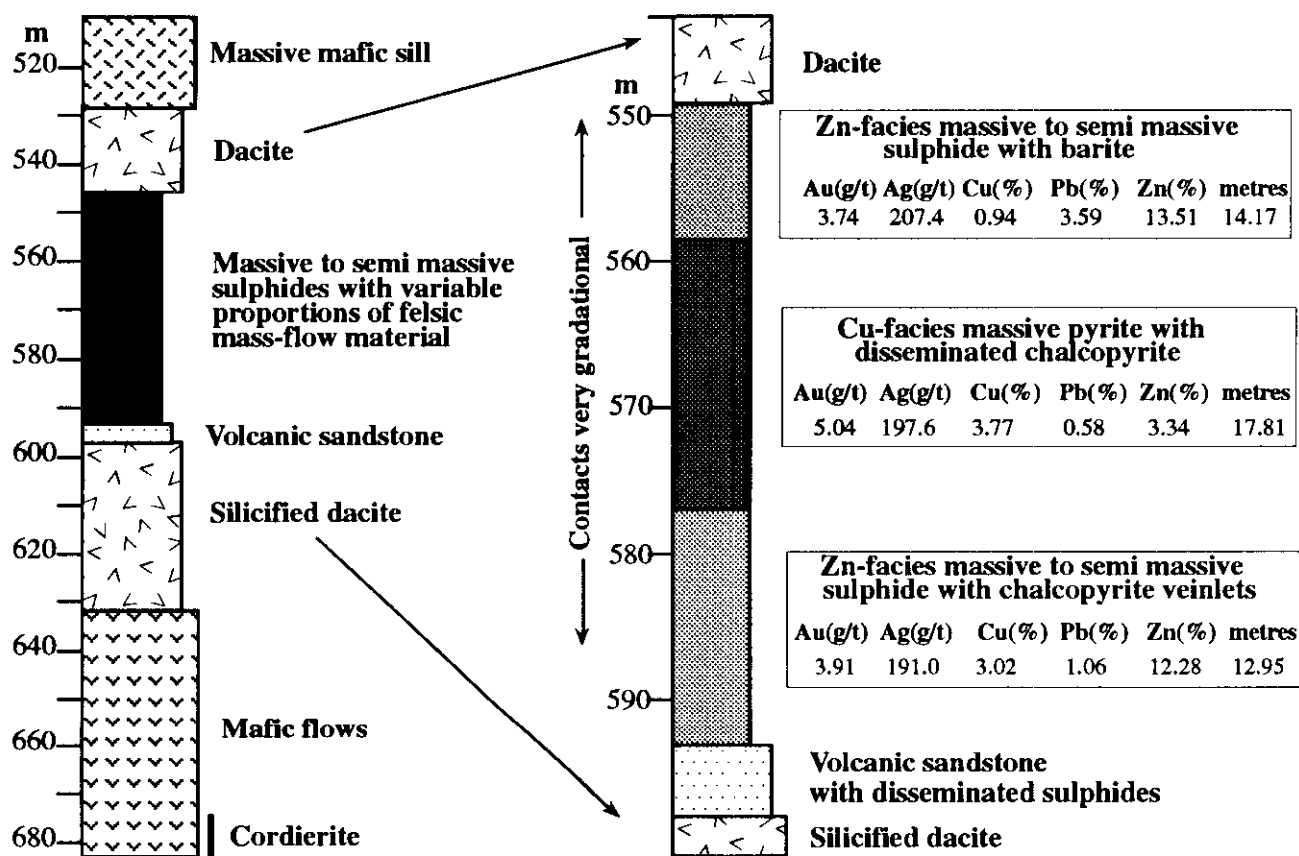 m
520
540
560
580
600
620
640
660
680
Massive mafic sill
Dacite
Massive to semi massive
sulphides with variable
proportions of felsic
mass-flow material
Volcanic sandstone
Silicified dacite
Mafic flows
Cordierite
m
550
560
570
580
590
Contacts very gradational
Dacite
Zn-facies massive to semi massive
sulphide with barite
Au(g/t) Ag(g/t) Cu(%) Pb(%) Zn(%) metres
3.74 207.4 0.94 3.59 13.51 14.17
Cu-facies massive pyrite with
disseminated chalcopyrite
Au(g/t) Ag(g/t) Cu(%) Pb(%) Zn(%) metres
5.04 197.6 3.77 0.58 3.34 17.81
Zn-facies massive to semi massive
sulphide with chalcopyrite veinlets
Au(g/t) Ag(g/t) Cu(%) Pb(%) Zn(%) metres
3.91 191.0 3.02 1.06 12.28 12.95
Volcanic sandstone
with disseminated sulphides
Silicified dacite